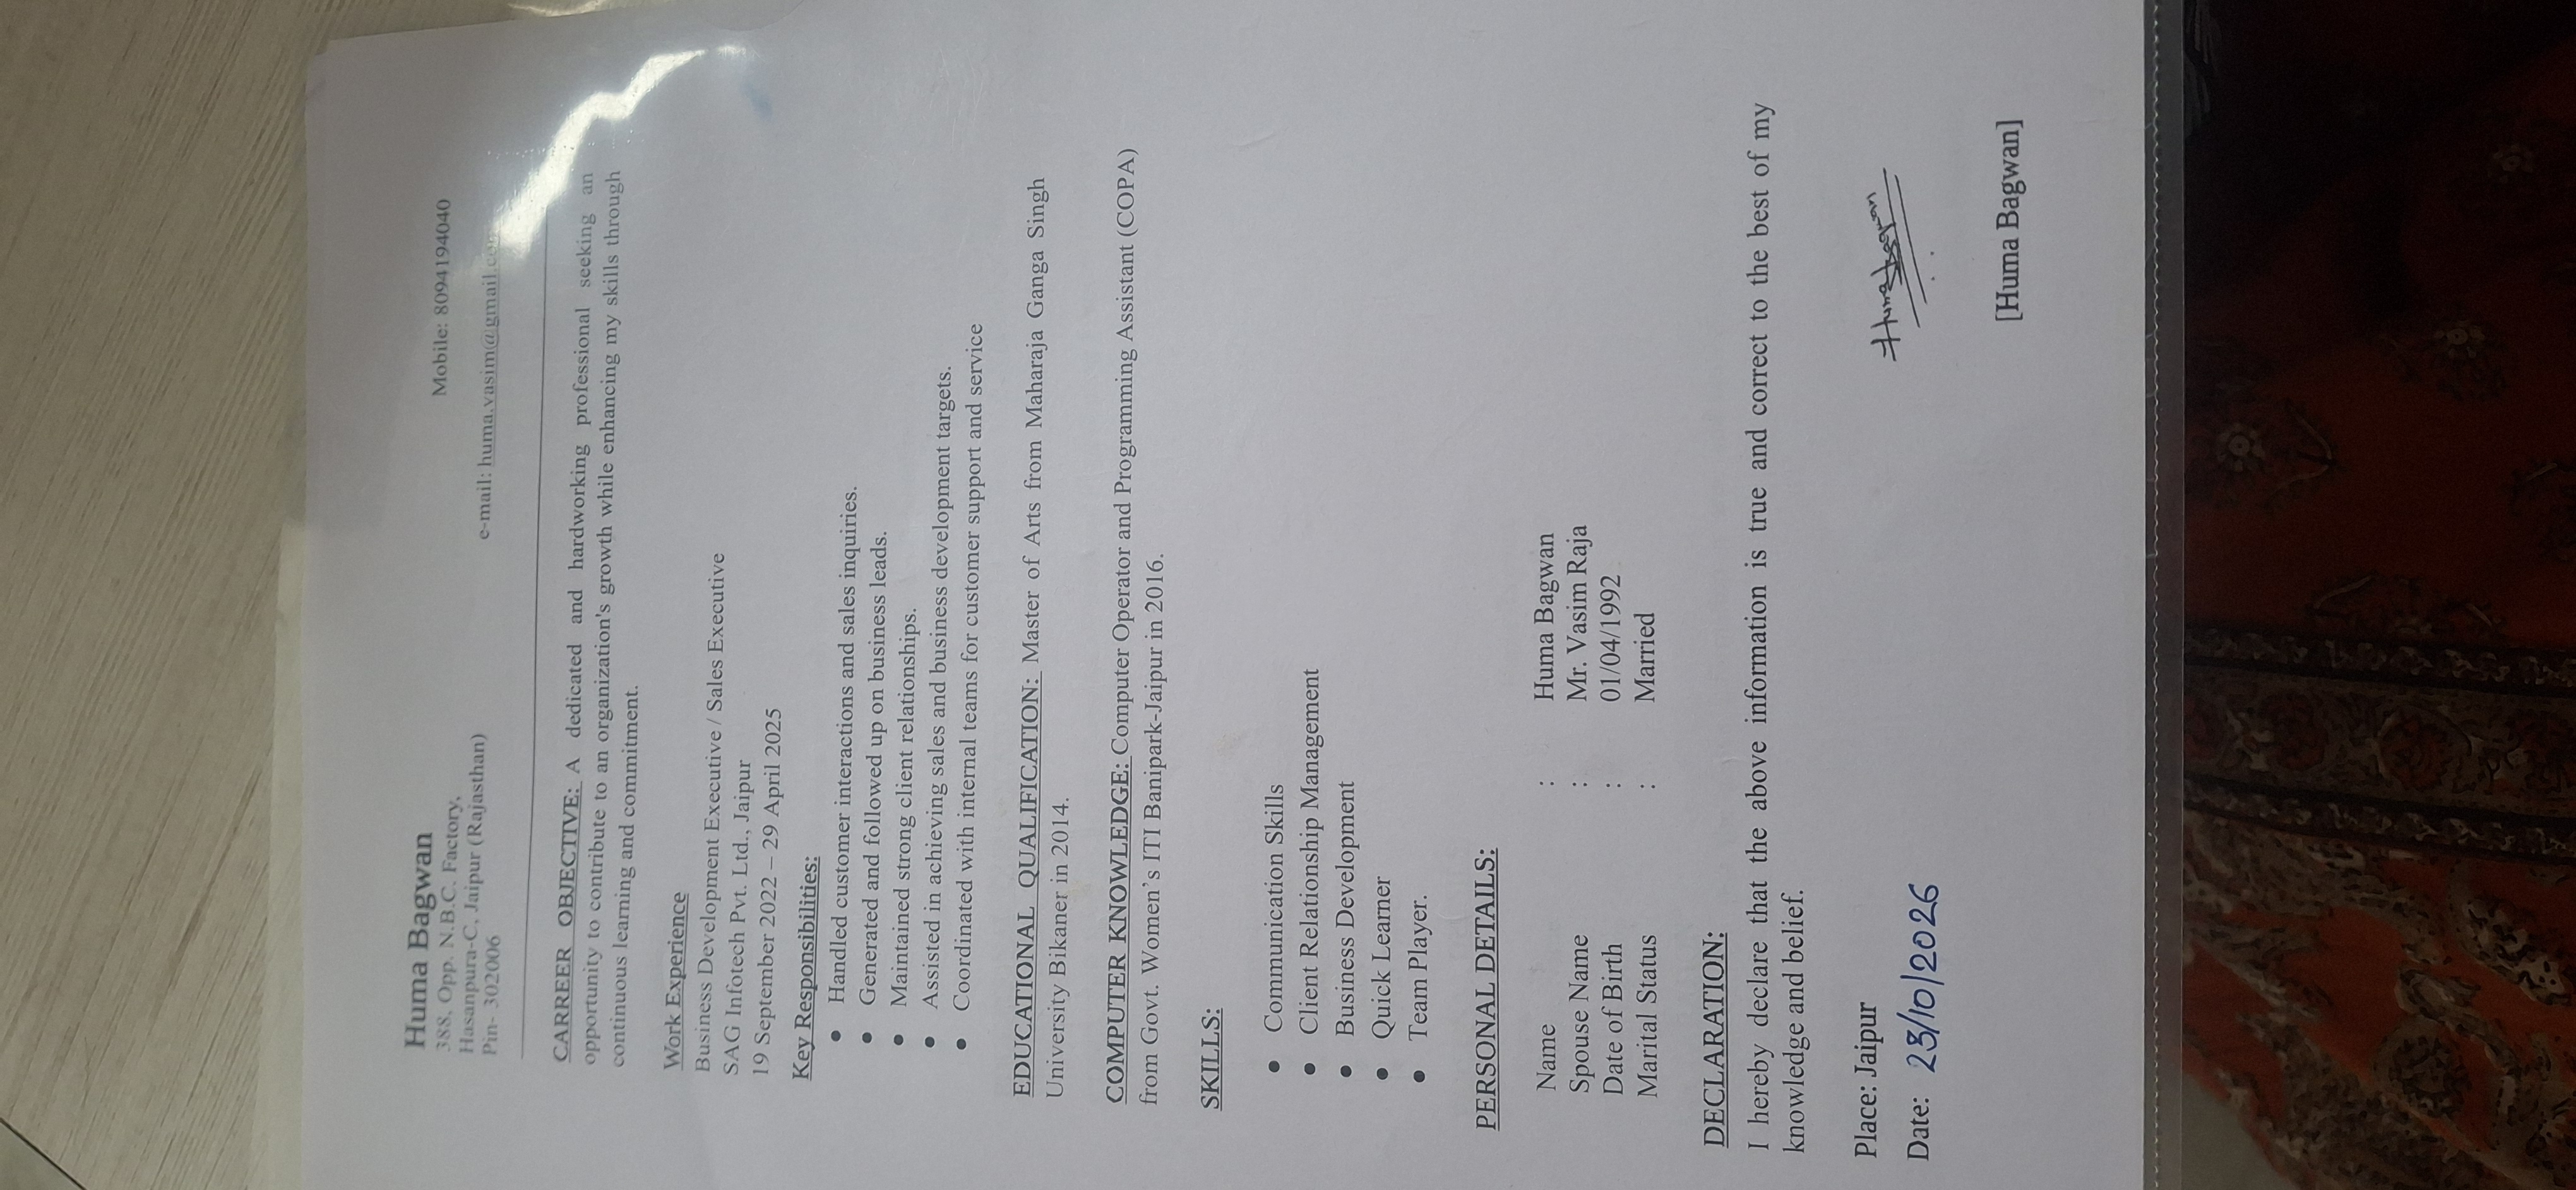 Huma Bagwan
388, Opp. N.B.C. Factory,
Hasanpura-C, Jaipur (Rajasthan)
Pin- 302006
Mobile: 8094194040
e-mail: huma.vasim@gmail.com
CARREER OBJECTIVE: A dedicated and hardworking professional seeking an
opportunity to contribute to an organization's growth while enhancing my skills through
continuous learning and commitment.
Work Experience
Business Development Executive / Sales Executive
SAG Infotech Pvt. Ltd., Jaipur
19 September 2022 – 29 April 2025
Key Responsibilities:
● Handled customer interactions and sales inquiries.
● Generated and followed up on business leads.
● Maintained strong client relationships.
● Assisted in achieving sales and business development targets.
● Coordinated with internal teams for customer support and service
EDUCATIONAL QUALIFICATION: Master of Arts from Maharaja Ganga Singh
University Bikaner in 2014.
COMPUTER KNOWLEDGE: Computer Operator and Programming Assistant (COPA)
from Govt. Women's ITI Banipark-Jaipur in 2016.
SKILLS:
● Communication Skills
● Client Relationship Management
● Business Development
● Quick Learner
● Team Player.
PERSONAL DETAILS:
Name : Huma Bagwan
Spouse Name : Mr. Vasim Raja
Date of Birth : 01/04/1992
Marital Status : Married
DECLARATION:
I hereby declare that the above information is true and correct to the best of my
knowledge and belief.
Place: Jaipur
Date: /10/2026
Huma Bagwan
[Huma Bagwan]